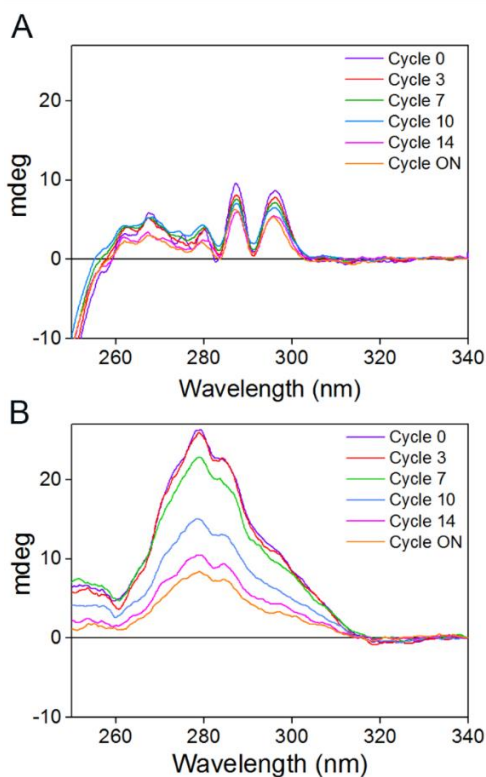 A
Cycle 0
Cycle 3
Cycle 7
Cycle 10
Cycle 14
Cycle ON
20
10
0
-10
mdeg
260 280 300 320 340
Wavelength (nm)
B
Cycle 0
Cycle 3
Cycle 7
Cycle 10
Cycle 14
Cycle ON
20
10
0
-10
mdeg
260 280 300 320 340
Wavelength (nm)